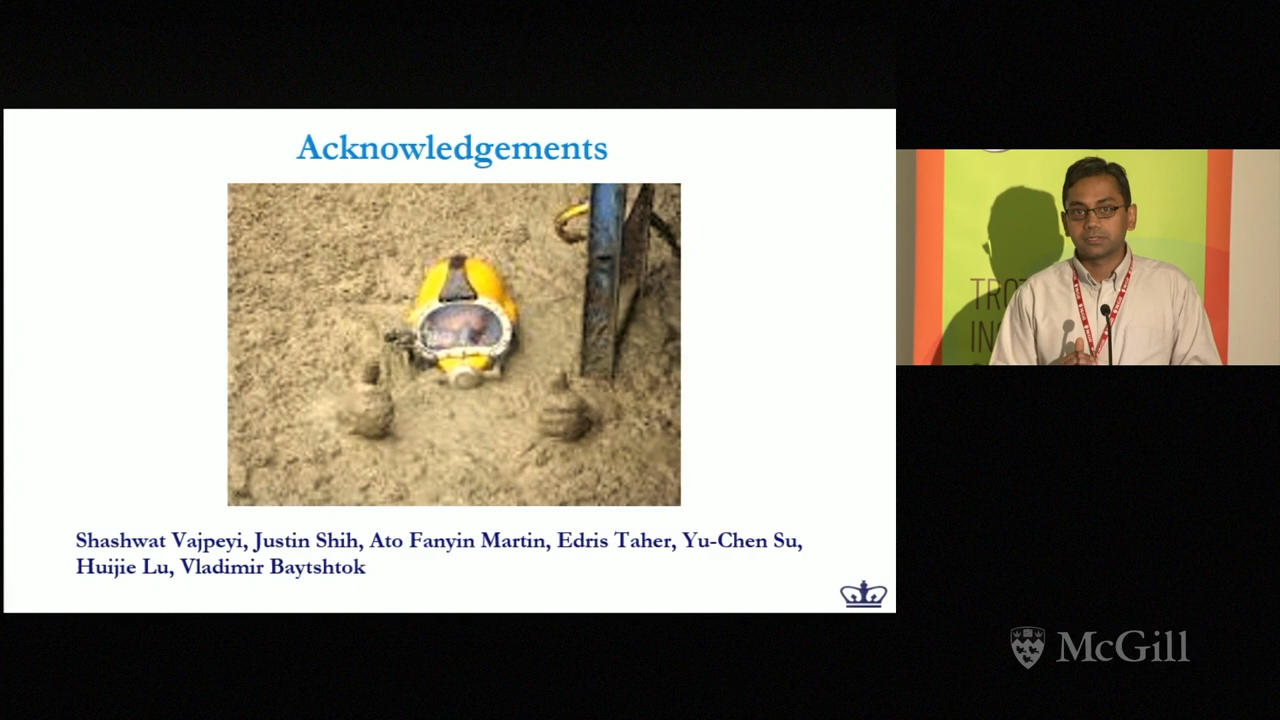 Acknowledgements
Shashwat Vajpeyi, Justin Shih, Ato Fanyin Martin, Edris Taher, Yu-Chen Su,
Huijie Lu, Vladimir Baytshtok
McGill